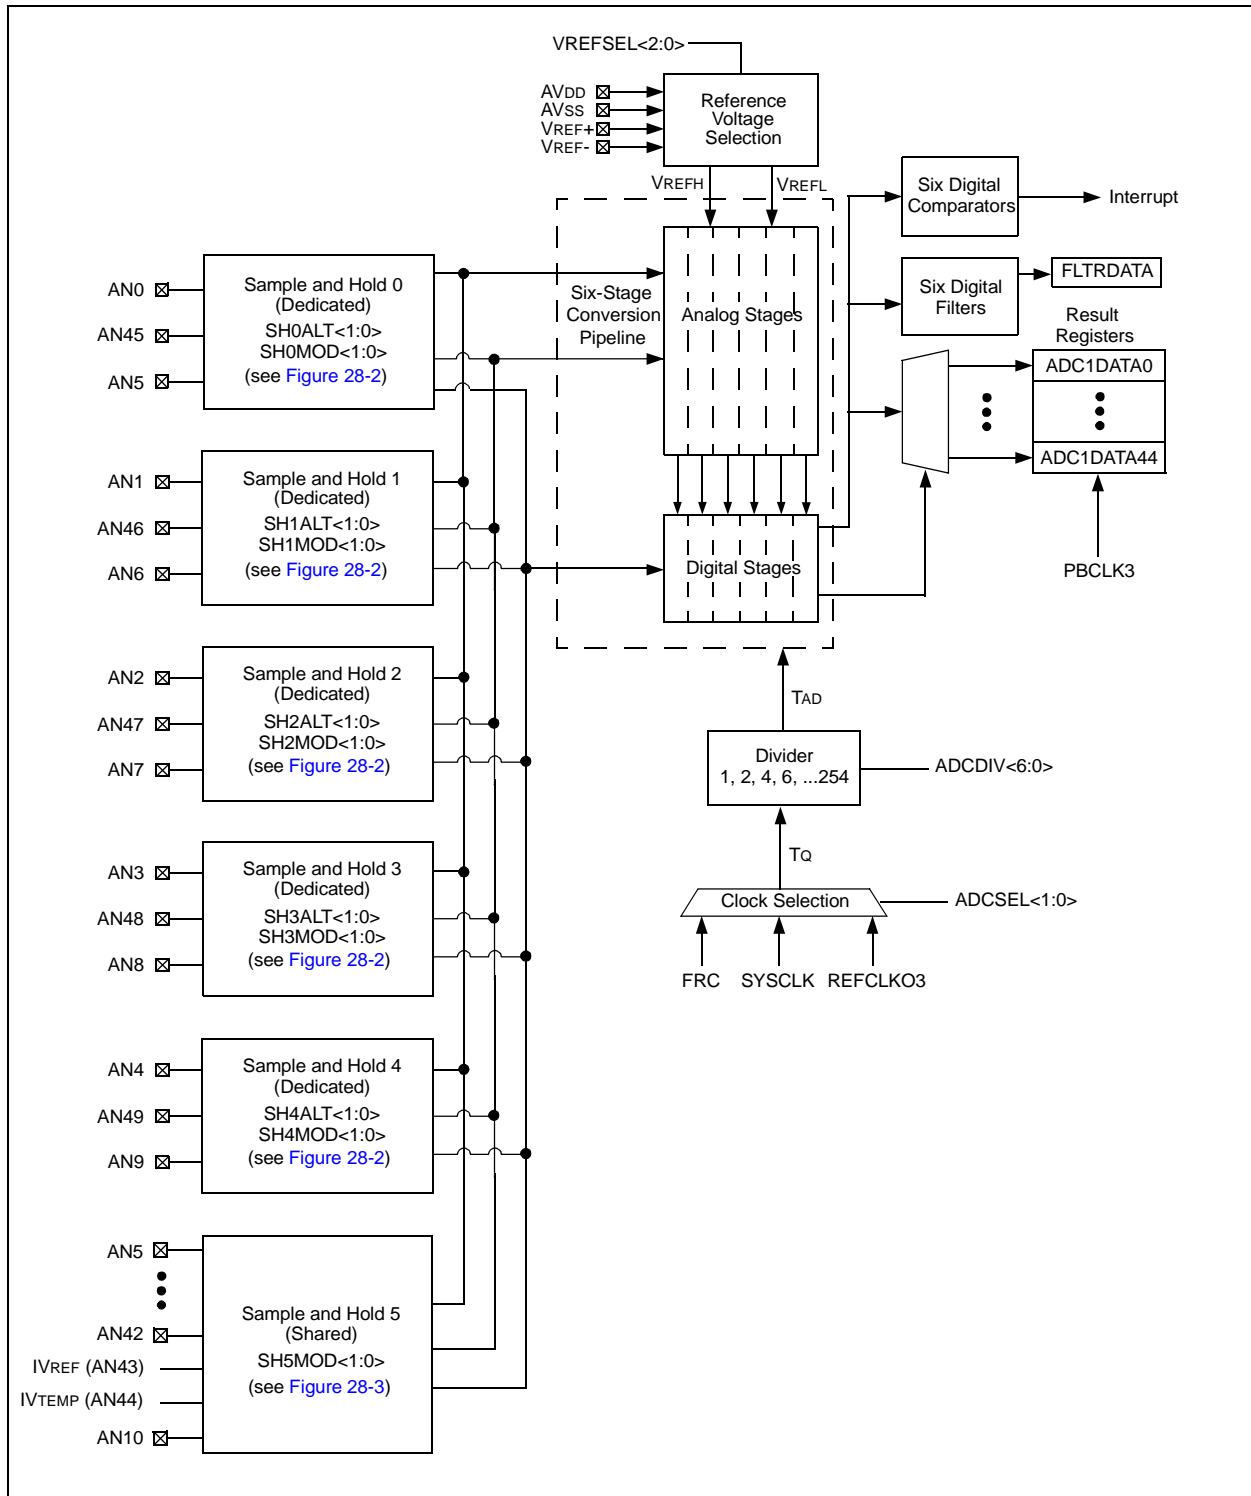 VREFSEL<2:0>
AVDD
AVSS
VREF+
VREF-
Reference
Voltage
Selection
VREFH
VREFL
Six Digital
Comparators
Interrupt
Six Digital
Filters
FLTRDATA
Result
Registers
ADC1DATA0
ADC1DATA44
PBCLK3
Six-Stage
Conversion
Pipeline
Analog Stages
Digital Stages
AN0
AN45
AN5
Sample and Hold 0
(Dedicated)
SH0ALT<1:0>
SH0MOD<1:0>
(see Figure 28-2)
AN1
AN46
AN6
Sample and Hold 1
(Dedicated)
SH1ALT<1:0>
SH1MOD<1:0>
(see Figure 28-2)
AN2
AN47
AN7
Sample and Hold 2
(Dedicated)
SH2ALT<1:0>
SH2MOD<1:0>
(see Figure 28-2)
TAD
Divider
1, 2, 4, 6, ...254
ADCDIV<6:0>
TQ
Clock Selection
ADCSEL<1:0>
FRC
SYSCLK
REFCLKO3
AN3
AN48
AN8
Sample and Hold 3
(Dedicated)
SH3ALT<1:0>
SH3MOD<1:0>
(see Figure 28-2)
AN4
AN49
AN9
Sample and Hold 4
(Dedicated)
SH4ALT<1:0>
SH4MOD<1:0>
(see Figure 28-2)
AN5
AN42
IVREF (AN43)
IVTEMP (AN44)
AN10
Sample and Hold 5
(Shared)
SH5MOD<1:0>
(see Figure 28-3)